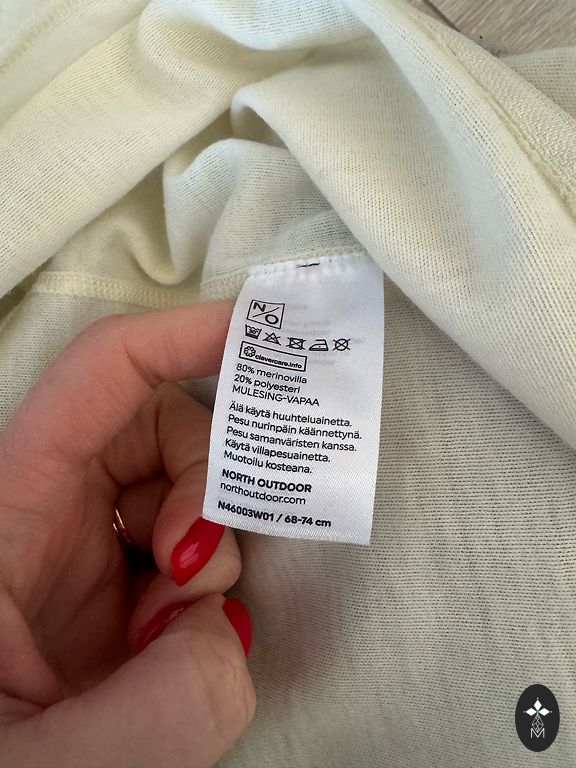 N/O
clevercare.info
80% merinovilla
20% polyesteri
MULESING-VAPAA
Älä käytä huuhteluainetta.
Pesu nurinpäin käännettynä.
Pesu samanväristen kanssa.
Käytä villapesuainetta.
Muotoilu kosteana.
NORTH OUTDOOR
northoutdoor.com
N46003W01 / 68-74 cm
M